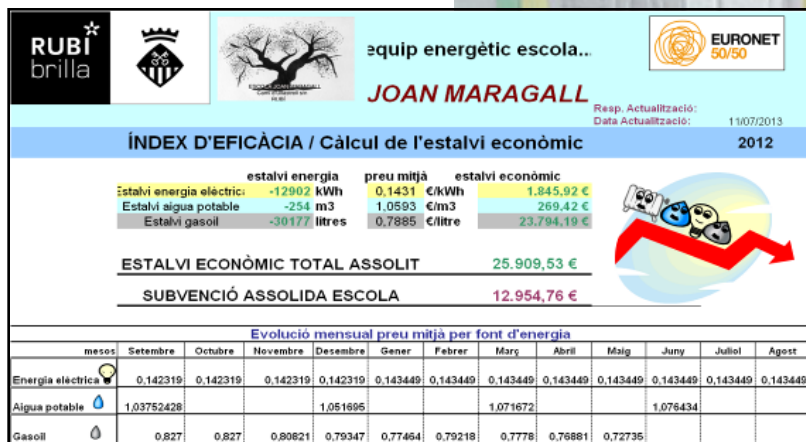 RUBÍ
brilla
equip energètic escola...
EURONET
50/50
ESCOLA JOAN MARAGALL
RUBI
JOAN MARAGALL
Resp. Actualització:
Data Actualització: 11/07/2013
ÍNDEX D'EFICÀCIA / Càlcul de l'estalvi econòmic 2012
estalvi energia preu mitjà estalvi econòmic
Estalvi energia elèctrica -12902 kWh 0,1431 €/kWh 1.845,92 €
Estalvi aigua potable -254 m3 1,0593 €/m3 269,42 €
Estalvi gasoil -30177 litres 0,7885 €/litre 23.794,19 €
ESTALVI ECONÒMIC TOTAL ASSOLIT 25.909,53 €
SUBVENCIÓ ASSOLIDA ESCOLA 12.954,76 €
Evolució mensual preu mitjà per font d'energia
mesos Setembre Octubre Novembre Desembre Gener Febrer Març Abril Maig Juny Juliol Agost
Energia elèctrica 0,142319 0,142319 0,142319 0,142319 0,143449 0,143449 0,143449 0,143449 0,143449 0,143449 0,143449 0,143449
Aigua potable 1,03752428 1,051695 1,071672 1,076434
Gasoil 0,827 0,827 0,80821 0,79347 0,77464 0,79218 0,7778 0,76881 0,72735